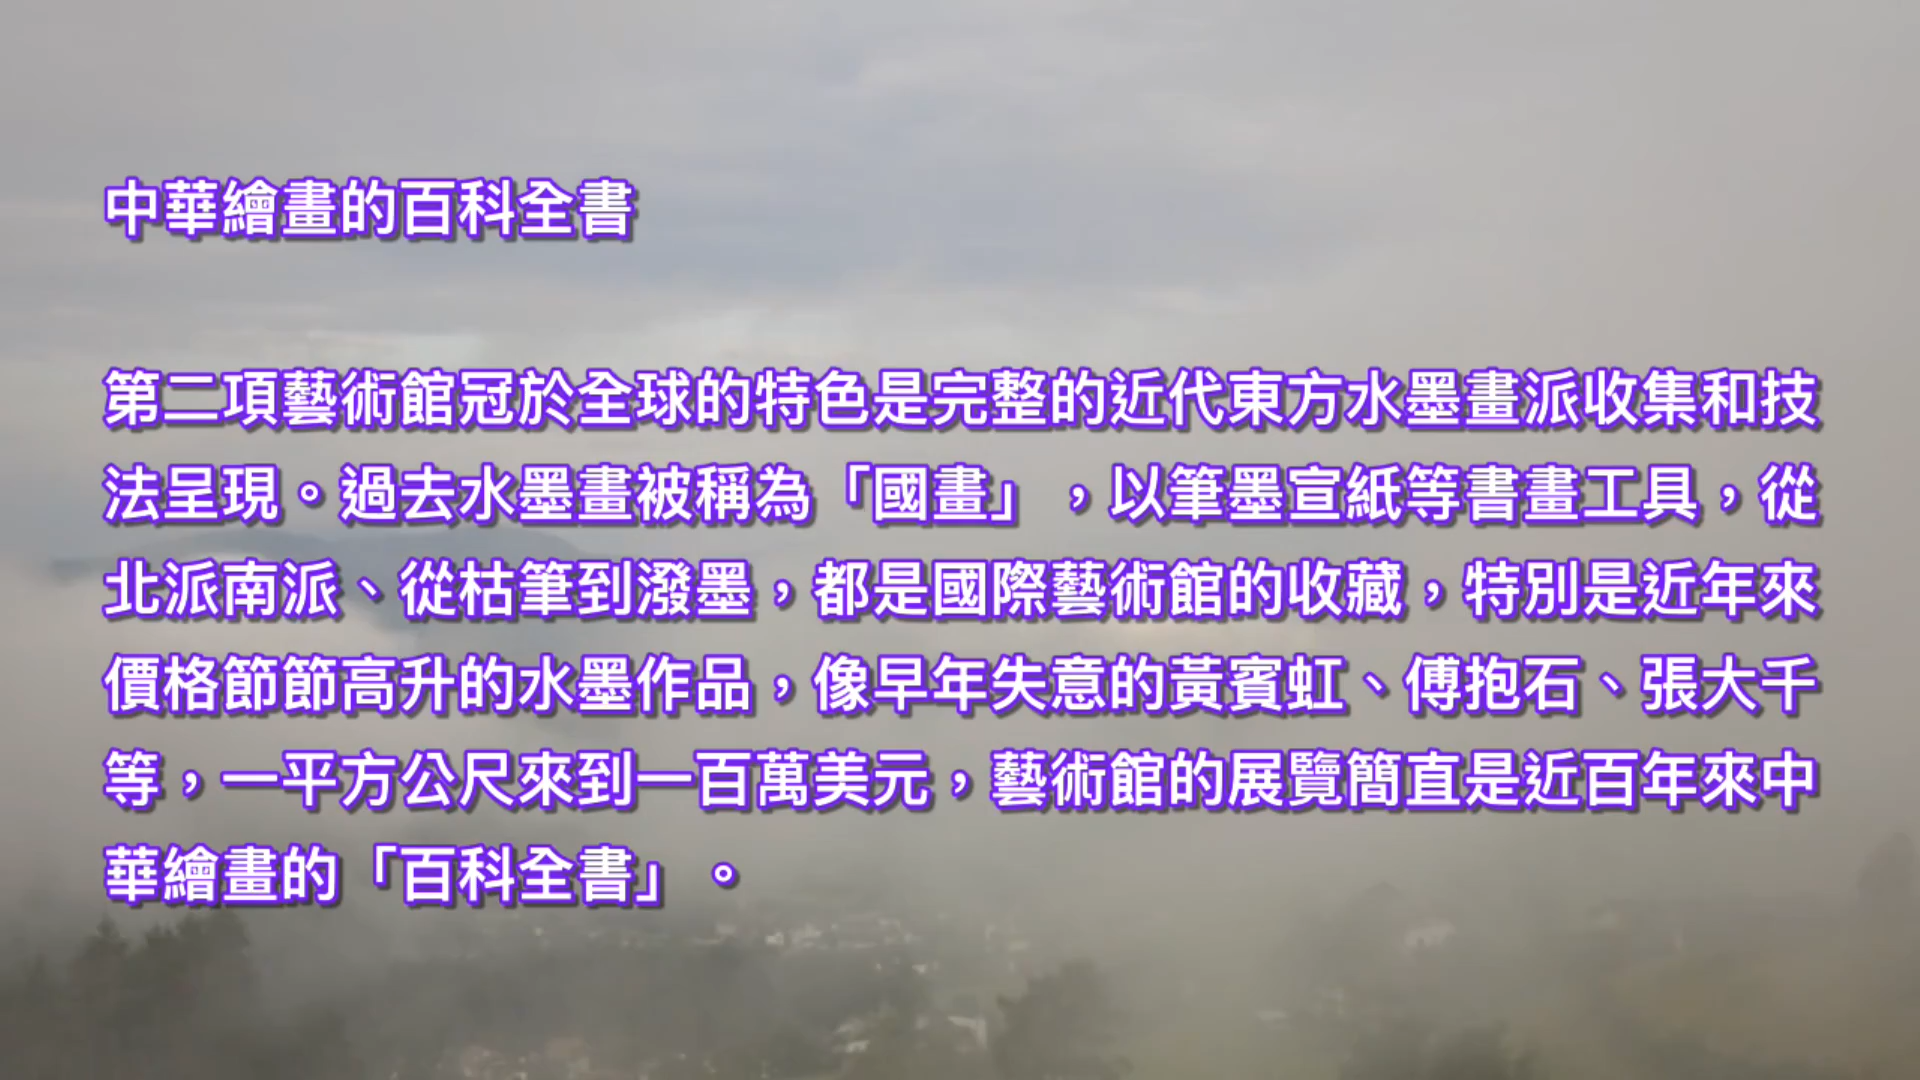 中華繪畫的百科全書
第二項藝術館冠於全球的特色是完整的近代東方水墨畫派收集和技
法呈現。過去水墨畫被稱為「國畫」，以筆墨宣紙等書畫工具，從
北派南派、從枯筆到潑墨，都是國際藝術館的收藏，特別是近年來
價格節節高升的水墨作品，像早年失意的黃賓虹、傅抱石、張大千
等，一平方公尺來到一百萬美元，藝術館的展覽簡直是近百年來中
華繪畫的「百科全書」。